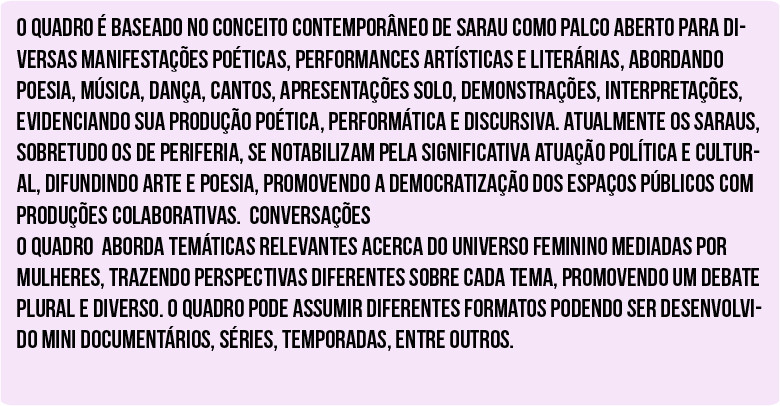 O QUADRO É BASEADO NO CONCEITO CONTEMPORÂNEO DE SARAU COMO PALCO ABERTO PARA DI-
VERSAS MANIFESTAÇÕES POÉTICAS, PERFORMANCES ARTÍSTICAS E LITERÁRIAS, ABORDANDO
POESIA, MÚSICA, DANÇA, CANTOS, APRESENTAÇÕES SOLO, DEMONSTRAÇÕES, INTERPRETAÇÕES,
EVIDENCIANDO SUA PRODUÇÃO POÉTICA, PERFORMÁTICA E DISCURSIVA. ATUALMENTE OS SARAUS,
SOBRETUDO OS DE PERIFERIA, SE NOTABILIZAM PELA SIGNIFICATIVA ATUAÇÃO POLÍTICA E CULTUR-
AL, DIFUNDINDO ARTE E POESIA, PROMOVENDO A DEMOCRATIZAÇÃO DOS ESPAÇOS PÚBLICOS COM
PRODUÇÕES COLABORATIVAS.  CONVERSAÇÕES
O QUADRO  ABORDA TEMÁTICAS RELEVANTES ACERCA DO UNIVERSO FEMININO MEDIADAS POR
MULHERES, TRAZENDO PERSPECTIVAS DIFERENTES SOBRE CADA TEMA, PROMOVENDO UM DEBATE
PLURAL E DIVERSO. O QUADRO PODE ASSUMIR DIFERENTES FORMATOS PODENDO SER DESENVOLVI-
DO MINI DOCUMENTÁRIOS, SÉRIES, TEMPORADAS, ENTRE OUTROS.